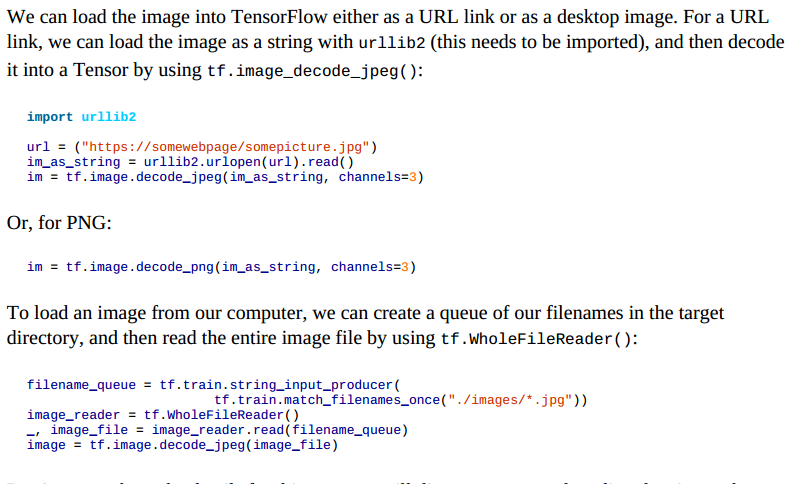 We can load the image into TensorFlow either as a URL link or as a desktop image. For a URL
link, we can load the image as a string with urllib2 (this needs to be imported), and then decode
it into a Tensor by using tf.image_decode_jpeg():
import urllib2
url = ("https://somewebpage/somepicture.jpg")
im_as_string = urllib2.urlopen(url).read()
im = tf.image.decode_jpeg(im_as_string, channels=3)
Or, for PNG:
im = tf.image.decode_png(im_as_string, channels=3)
To load an image from our computer, we can create a queue of our filenames in the target
directory, and then read the entire image file by using tf.WholeFileReader():
filename_queue = tf.train.string_input_producer(
tf.train.match_filenames_once("./images/*.jpg"))
image_reader = tf.WholeFileReader()
_, image_file = image_reader.read(filename_queue)
image = tf.image.decode_jpeg(image_file)